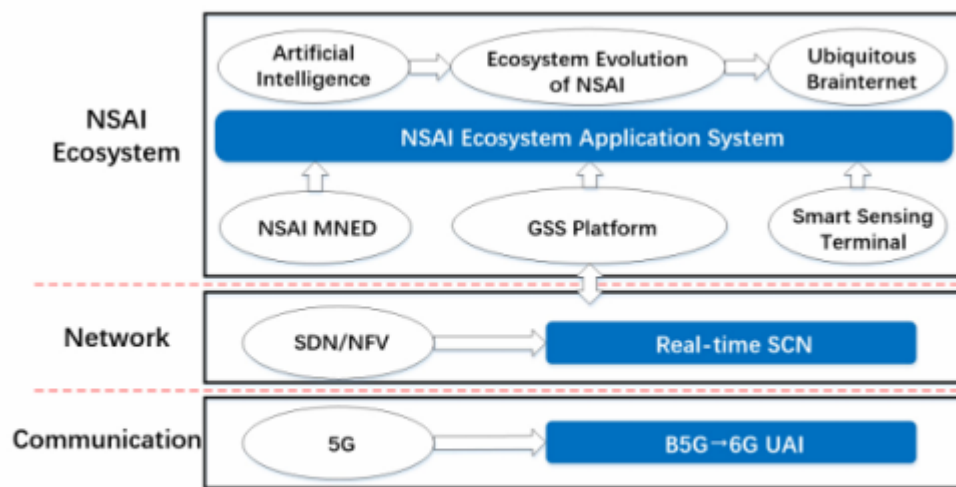 Artificial
Intelligence
Ecosystem Evolution
of NSAI
Ubiquitous
Brainternet
NSAI
Ecosystem
NSAI Ecosystem Application System
NSAI MNED
GSS Platform
Smart Sensing
Terminal
Network
SDN/NFV
Real-time SCN
Communication
5G
B5G→6G UAI